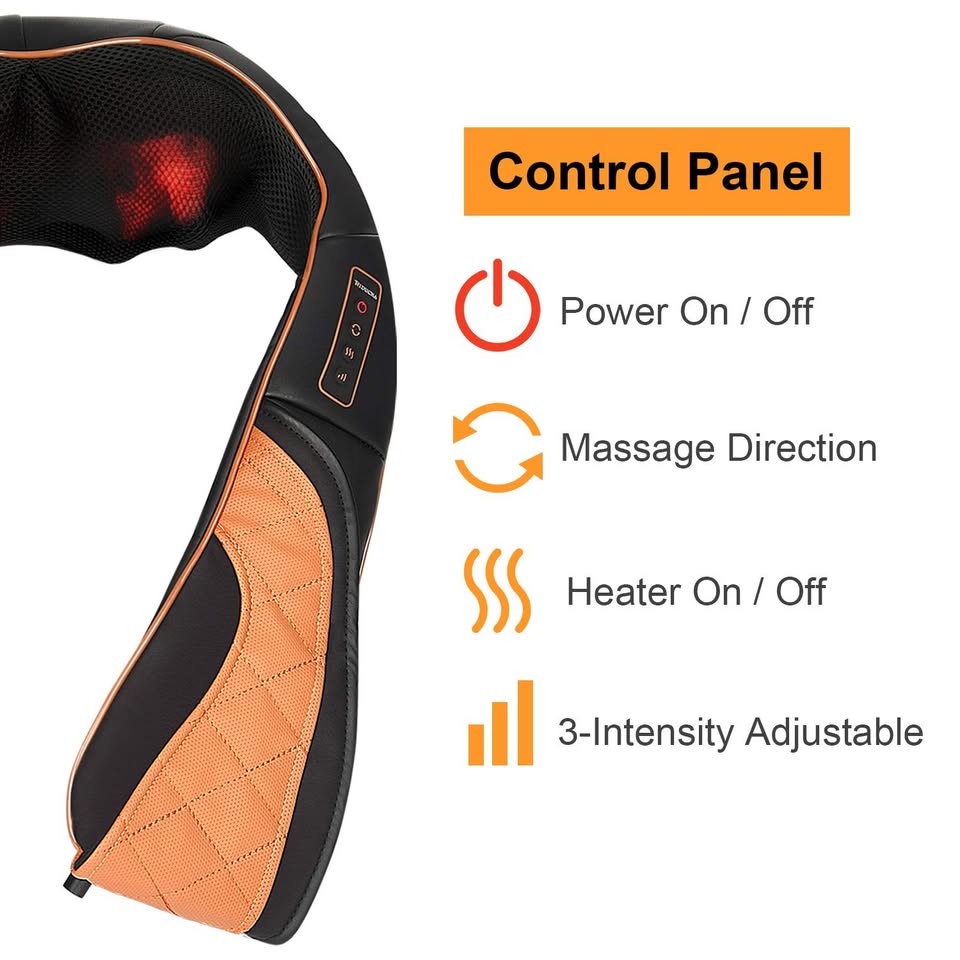 Control Panel
Power On / Off
Massage Direction
Heater On / Off
3-Intensity Adjustable